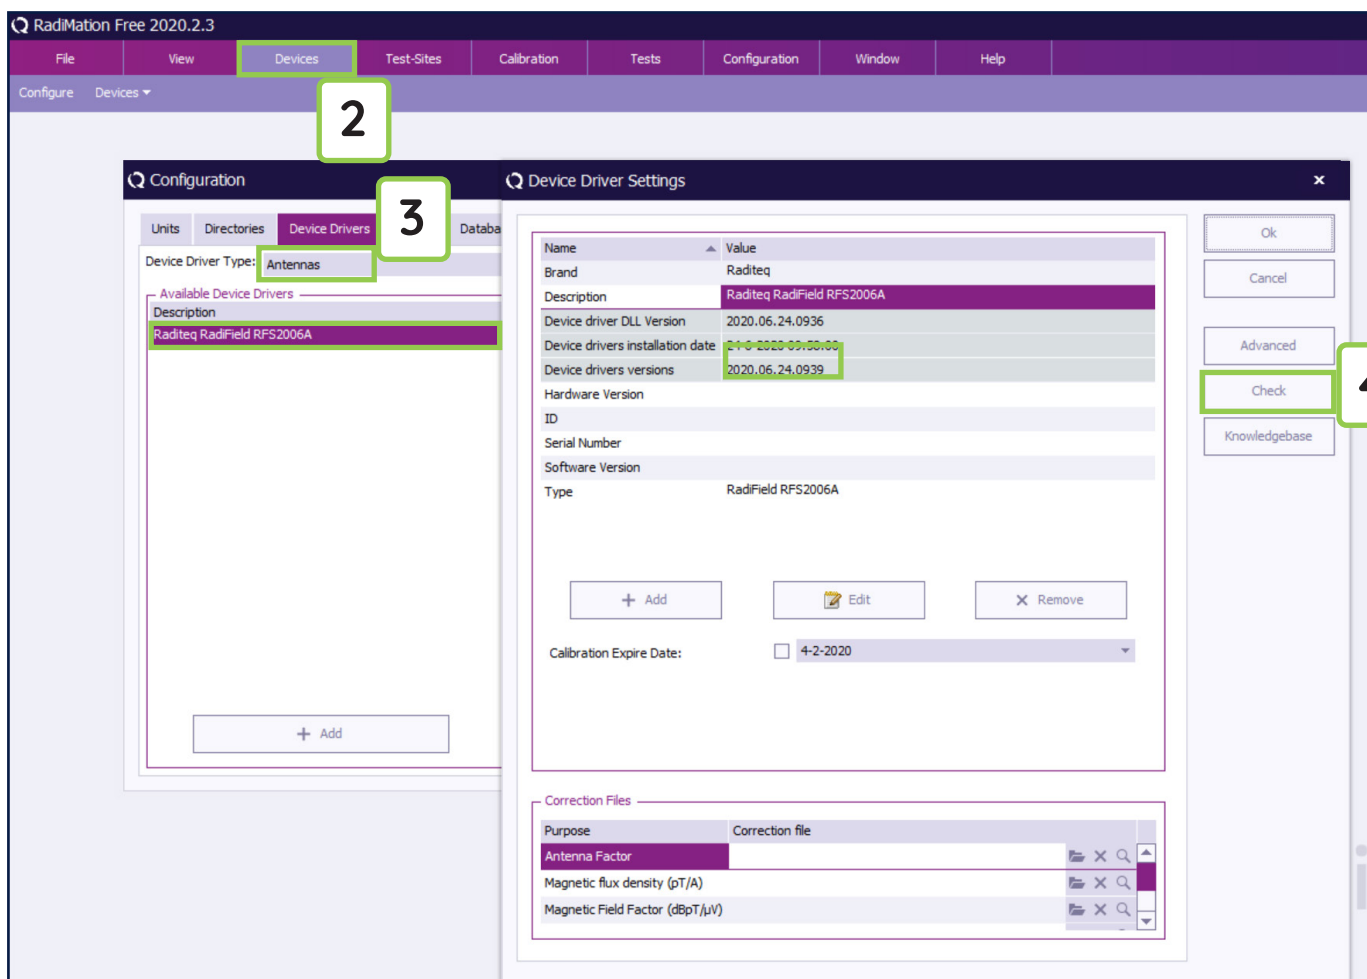 RadiMation Free 2020.2.3
File View Devices Test-Sites Calibration Tests Configuration Window Help
Configure Devices
2
Configuration
3
Units Directories Device Drivers Databa
Device Driver Type: Antennas
Available Device Drivers
Description
Raditeq RadiField RFS2006A
+ Add
Device Driver Settings
Name Value
Brand Raditeq
Description Raditeq RadiField RFS2006A
Device driver DLL Version 2020.06.24.0936
Device drivers installation date
Device drivers versions 2020.06.24.0939
Hardware Version
ID
Serial Number
Software Version
Type RadiField RFS2006A
+ Add Edit X Remove
Calibration Expire Date: 4-2-2020
Correction Files
Purpose Correction file
Antenna Factor
Magnetic flux density (pT/A)
Magnetic Field Factor (dBpT/µV)
Ok
Cancel
Advanced
Check
Knowledgebase